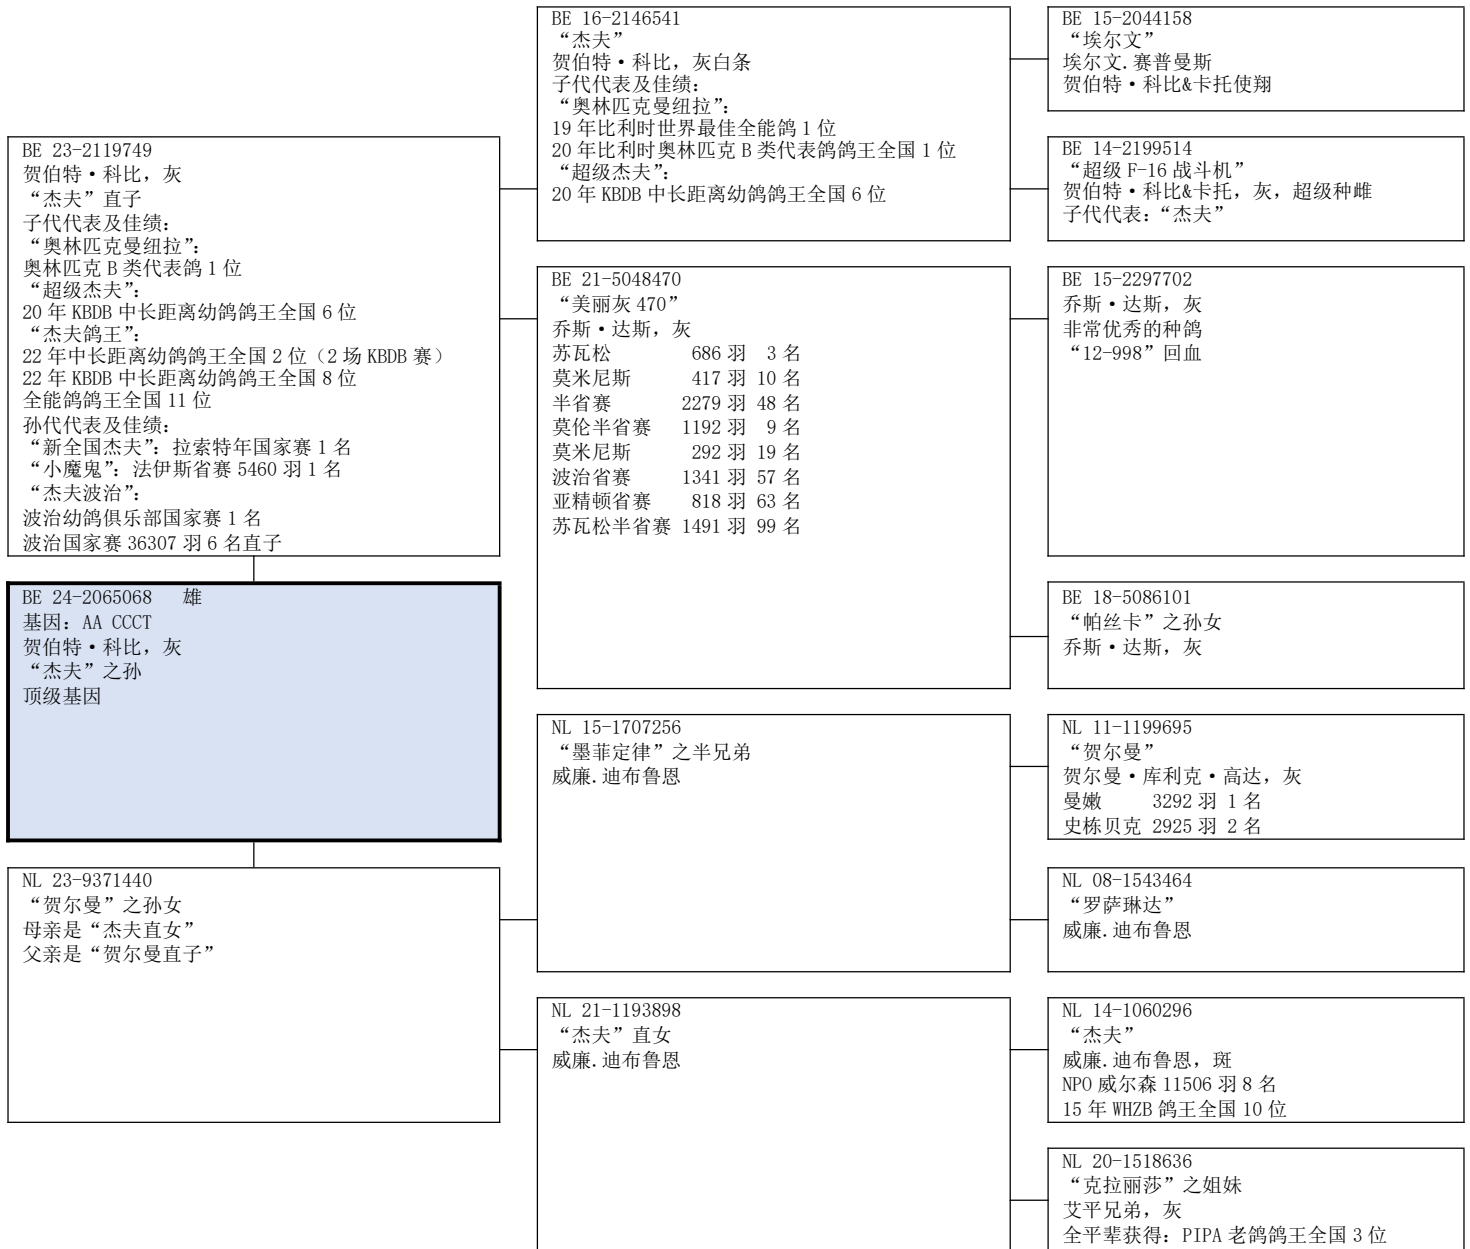 BE 23-2119749
贺伯特·科比，灰
“杰夫”直子
子代代表及佳绩：
“奥林匹克曼纽拉”：
奥林匹克 B 类代表鸽 1 位
“超级杰夫”：
20 年 KBDB 中长距离幼鸽鸽王全国 6 位
“杰夫鸽王”：
22 年中长距离幼鸽鸽王全国 2 位（2 场 KBDB 赛）
22 年 KBDB 中长距离幼鸽鸽王全国 8 位
全能鸽鸽王全国 11 位
孙代代表及佳绩：
“新全国杰夫”：拉索特年国家赛 1 名
“小魔鬼”：法伊斯省赛 5460 羽 1 名
“杰夫波治”：
波治幼鸽俱乐部国家赛 1 名
波治国家赛 36307 羽 6 名直子
BE 24-2065068 雄
基因：AA CCCT
贺伯特·科比，灰
“杰夫”之孙
顶级基因
NL 23-9371440
“贺尔曼”之孙女
母亲是“杰夫直女”
父亲是“贺尔曼直子”
BE 16-2146541
“杰夫”
贺伯特·科比，灰白条
子代代表及佳绩：
“奥林匹克曼纽拉”：
19 年比利时世界最佳全能鸽 1 位
20 年比利时奥林匹克 B 类代表鸽鸽王全国 1 位
“超级杰夫”：
20 年 KBDB 中长距离幼鸽鸽王全国 6 位
BE 21-5048470
“美丽灰 470”
乔斯·达斯，灰
苏瓦松 686 羽 3 名
莫米尼斯 417 羽 10 名
半省赛 2279 羽 48 名
莫伦半省赛 1192 羽 9 名
莫米尼斯 292 羽 19 名
波治省赛 1341 羽 57 名
亚精顿省赛 818 羽 63 名
苏瓦松半省赛 1491 羽 99 名
NL 15-1707256
“墨菲定律”之半兄弟
威廉.迪布鲁恩
NL 21-1193898
“杰夫”直女
威廉.迪布鲁恩
BE 15-2044158
“埃尔文”
埃尔文.赛普曼斯
贺伯特·科比&卡托使翔
BE 14-2199514
“超级 F-16 战斗机”
贺伯特·科比&卡托，灰，超级种雌
子代代表：“杰夫”
BE 15-2297702
乔斯·达斯，灰
非常优秀的种鸽
“12-998”回血
BE 18-5086101
“帕丝卡”之孙女
乔斯·达斯，灰
NL 11-1199695
“贺尔曼”
贺尔曼·库利克·高达，灰
曼嫩 3292 羽 1 名
史栋贝克 2925 羽 2 名
NL 08-1543464
“罗萨琳达”
威廉.迪布鲁恩
NL 14-1060296
“杰夫”
威廉.迪布鲁恩，斑
NPO 威尔森 11506 羽 8 名
15 年 WHZB 鸽王全国 10 位
NL 20-1518636
“克拉丽莎”之姐妹
艾平兄弟，灰
全平辈获得：PIPA 老鸽鸽王全国 3 位